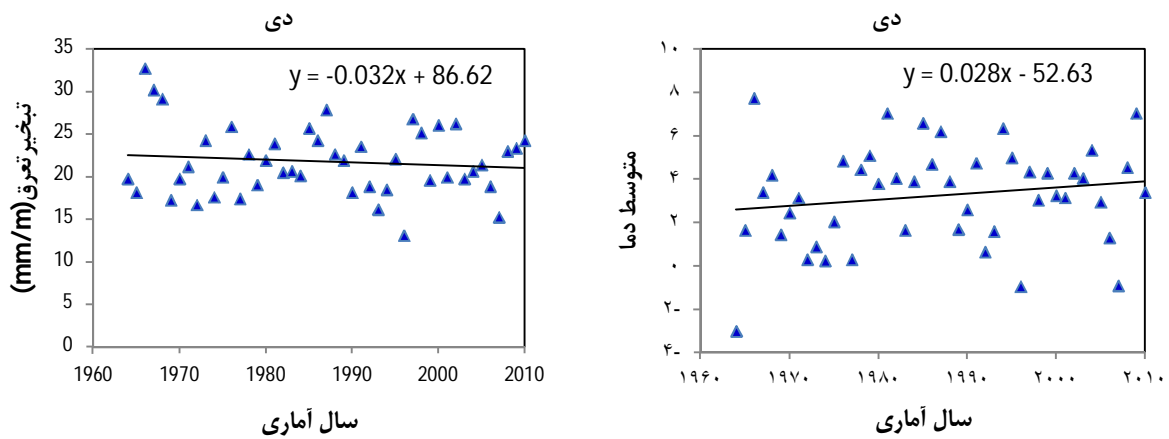 دی
y = -0.032x + 86.62
تبخیرتعرق(mm/m)
35
30
25
20
15
10
5
0
1960 1970 1980 1990 2000 2010
سال آماری
دی
y = 0.028x - 52.63
متوسط دما
۱۰
۸
۶
۴
۲
۰
۲-
۴-
۱۹۶۰ ۱۹۷۰ ۱۹۸۰ ۱۹۹۰ ۲۰۰۰ ۲۰۱۰
سال آماری